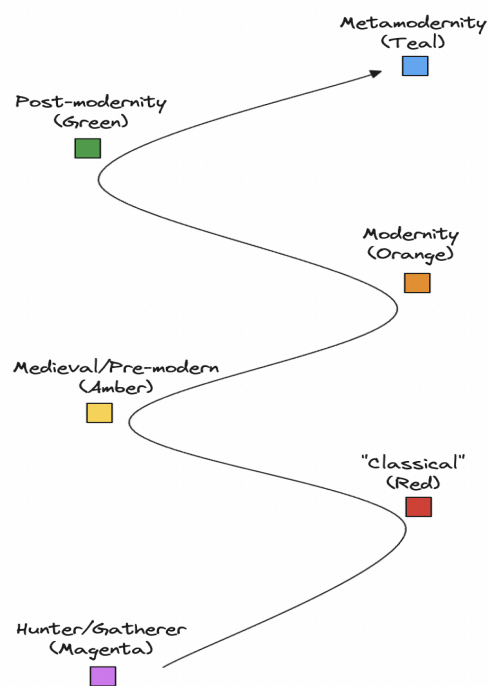 Metamodernity
(Teal)
Post-modernity
(Green)
Modernity
(Orange)
Medieval/Pre-modern
(Amber)
"Classical"
(Red)
Hunter/Gatherer
(Magenta)